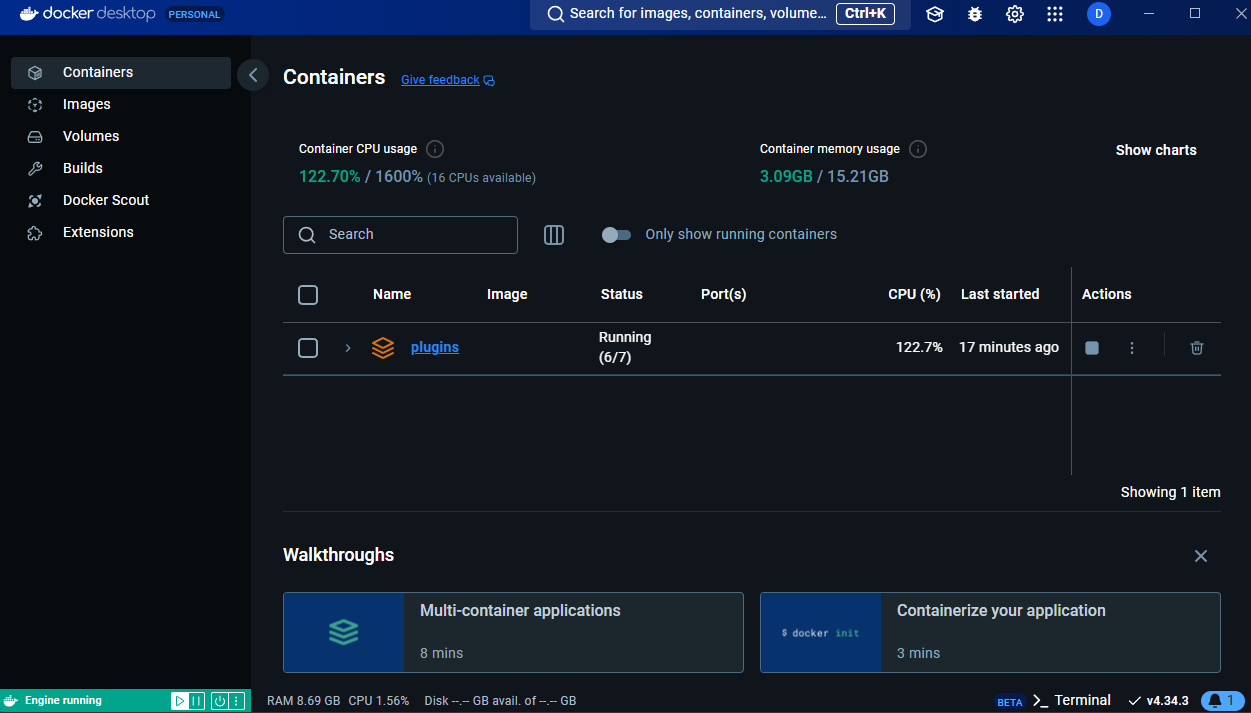 docker desktop PERSONAL
Search for images, containers, volume... Ctrl+K
D
Containers
Images
Volumes
Builds
Docker Scout
Extensions
Containers Give feedback
Container CPU usage
122.70% / 1600% (16 CPUs available)
Container memory usage
3.09GB / 15.21GB
Show charts
Search
Only show running containers
Name Image Status Port(s) CPU (%) Last started Actions
plugins Running (6/7) 122.7% 17 minutes ago
Showing 1 item
Walkthroughs
Multi-container applications
8 mins
$ docker init
Containerize your application
3 mins
Engine running
RAM 8.69 GB CPU 1.56% Disk --.-- GB avail. of --.-- GB
BETA >_ Terminal v4.34.3 1